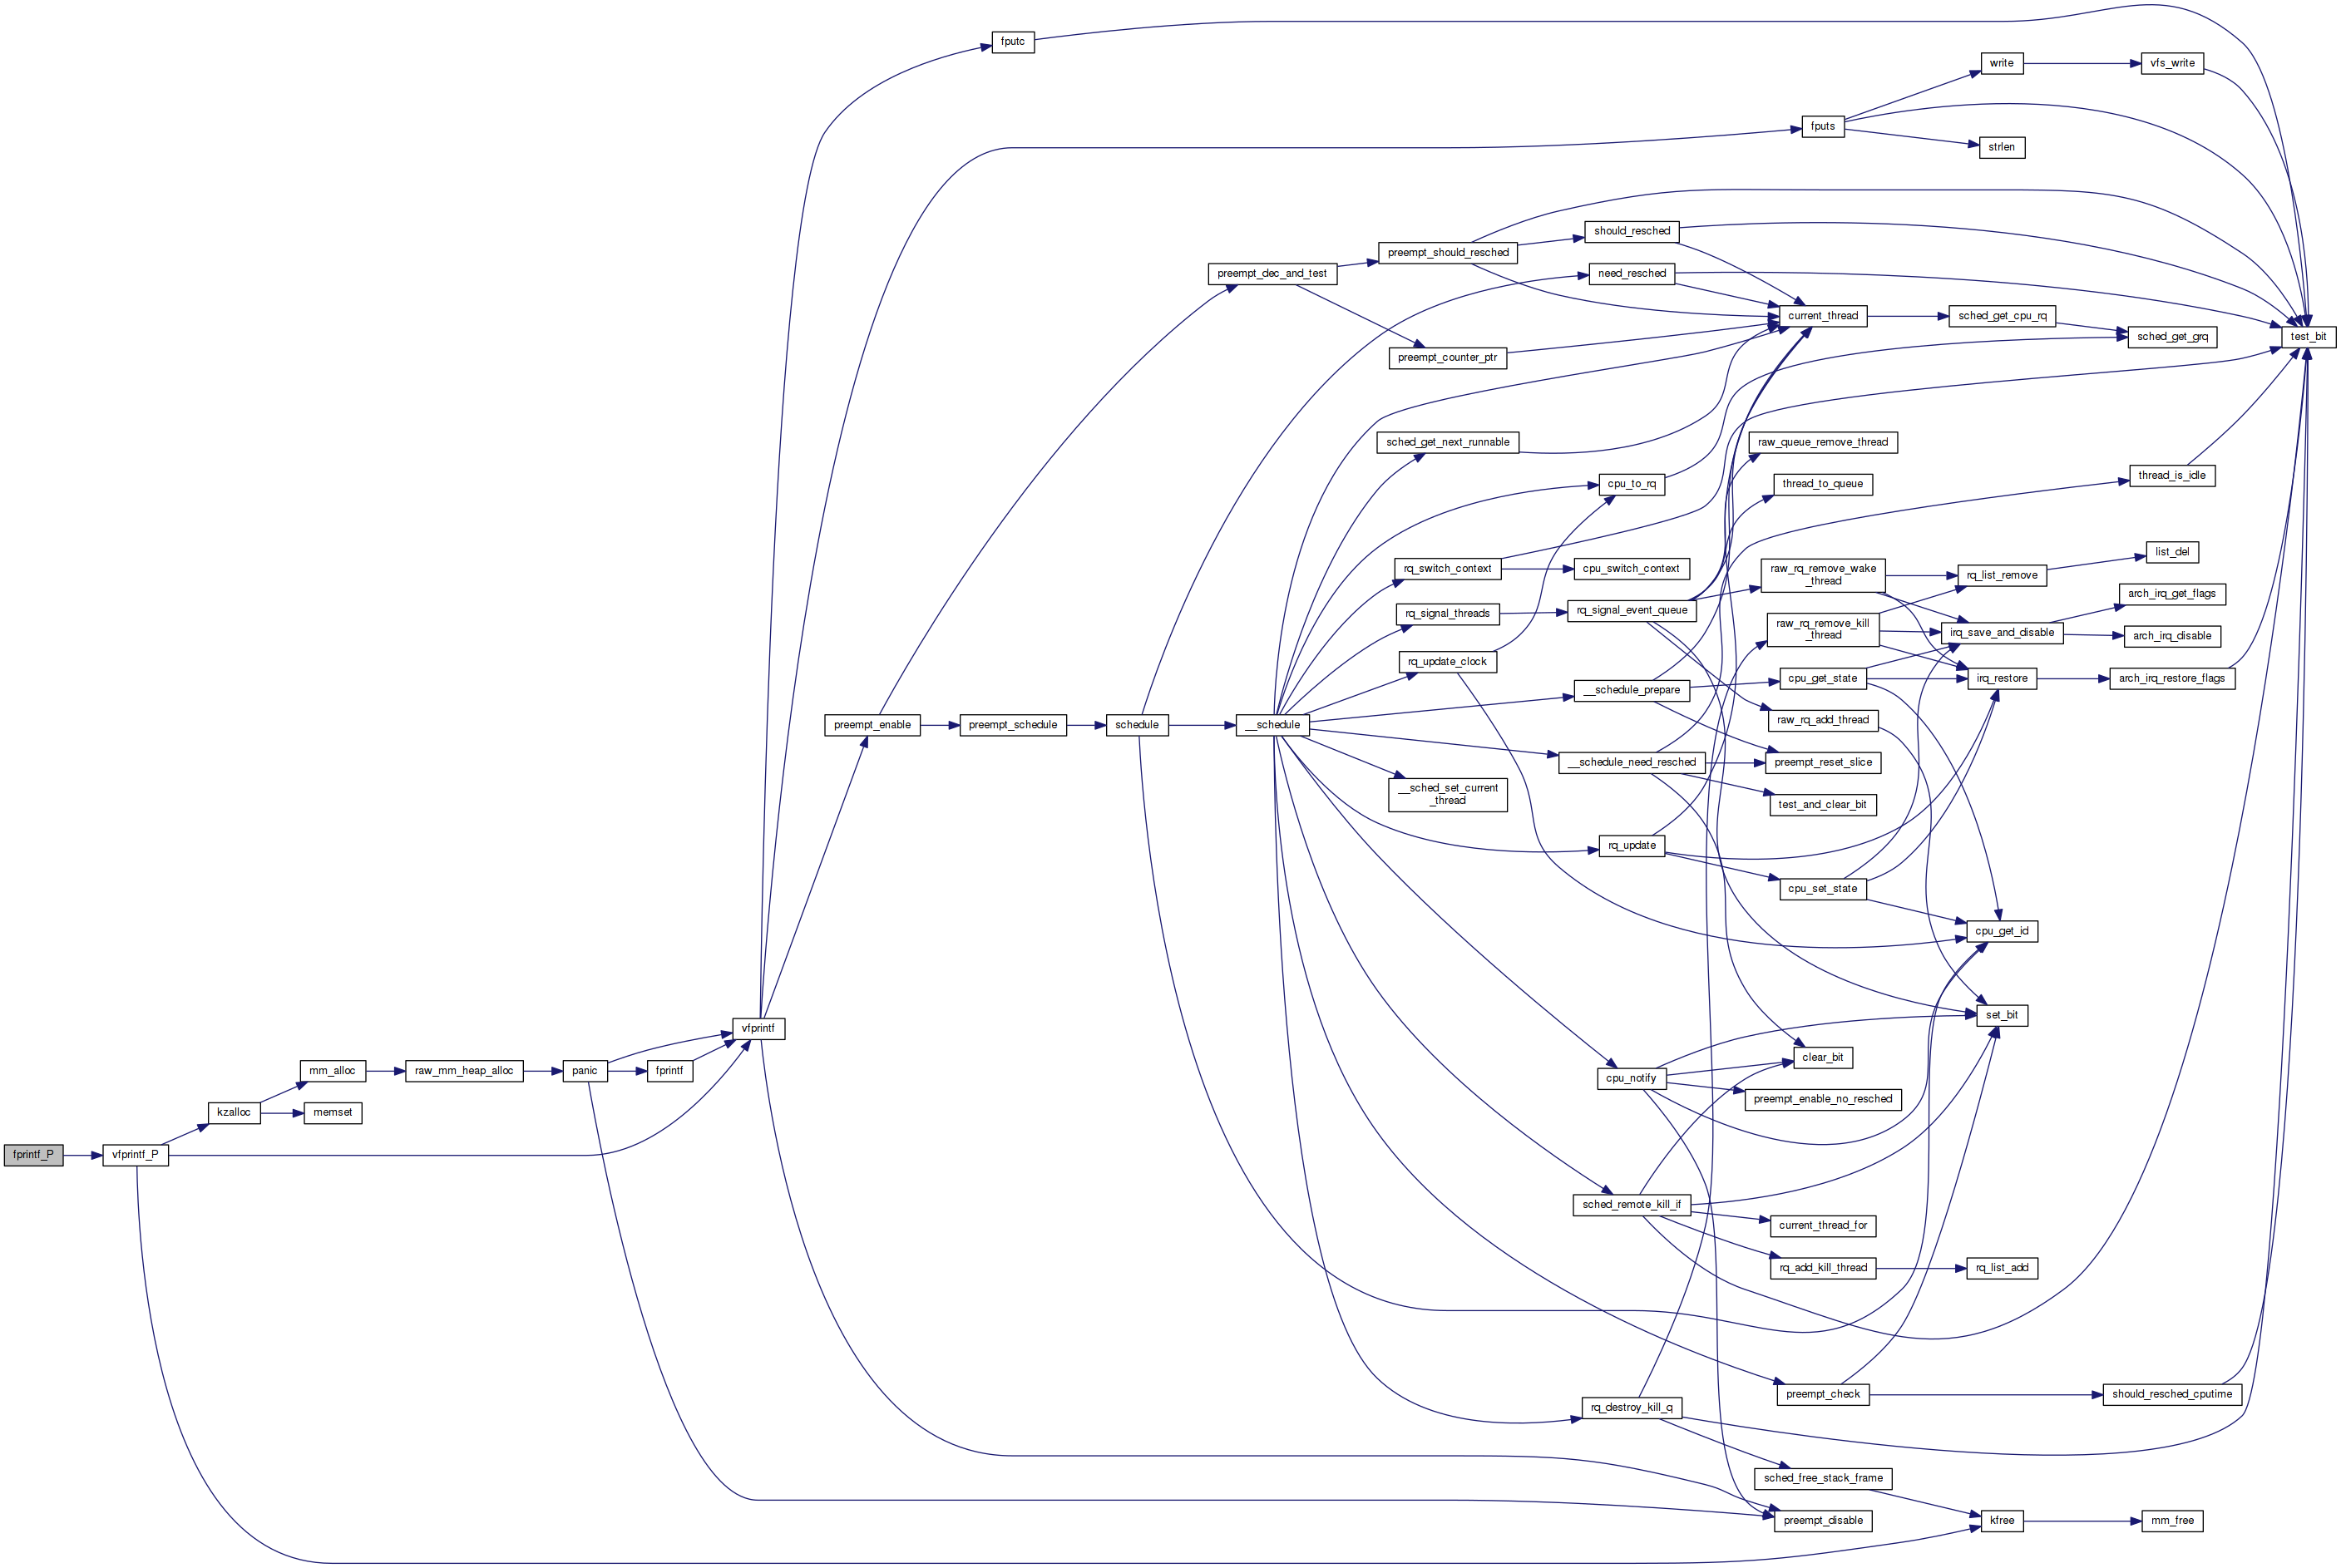 fprintf_P
vfprintf_P
kzalloc
mm_alloc
memset
raw_mm_heap_alloc
panic
fprintf
vfprintf
preempt_enable
preempt_schedule
fputc
schedule
preempt_dec_and_test
__schedule
preempt_should_resched
preempt_counter_ptr
sched_get_next_runnable
rq_switch_context
rq_signal_threads
rq_update_clock
__sched_set_current
_thread
should_resched
need_resched
cpu_to_rq
cpu_switch_context
rq_signal_event_queue
__schedule_prepare
__schedule_need_resched
rq_update
cpu_notify
sched_remote_kill_if
rq_destroy_kill_q
fputs
current_thread
raw_queue_remove_thread
thread_to_queue
raw_rq_remove_wake
_thread
raw_rq_remove_kill
_thread
cpu_get_state
raw_rq_add_thread
preempt_reset_slice
test_and_clear_bit
cpu_set_state
clear_bit
preempt_enable_no_resched
current_thread_for
rq_add_kill_thread
preempt_check
sched_free_stack_frame
preempt_disable
write
strlen
sched_get_cpu_rq
rq_list_remove
irq_save_and_disable
irq_restore
cpu_get_id
set_bit
rq_list_add
kfree
vfs_write
sched_get_grq
thread_is_idle
list_del
arch_irq_get_flags
arch_irq_disable
arch_irq_restore_flags
should_resched_cputime
mm_free
test_bit